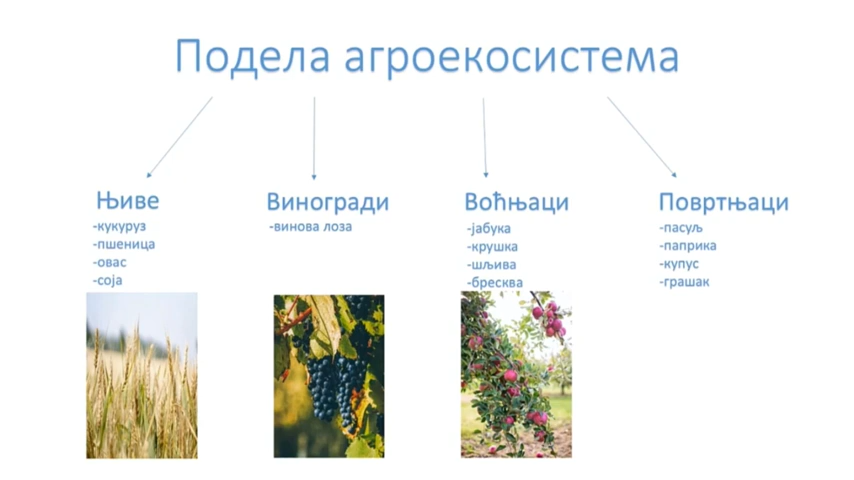 Подела агроекосистема
Њиве
-кукуруз
-пшеница
-овас
-соја
Виногради
-винова лоза
Воћњаци
-јабука
-крушка
-шљива
-бресква
Повртњаци
-пасуљ
-паприка
-купус
-грашак